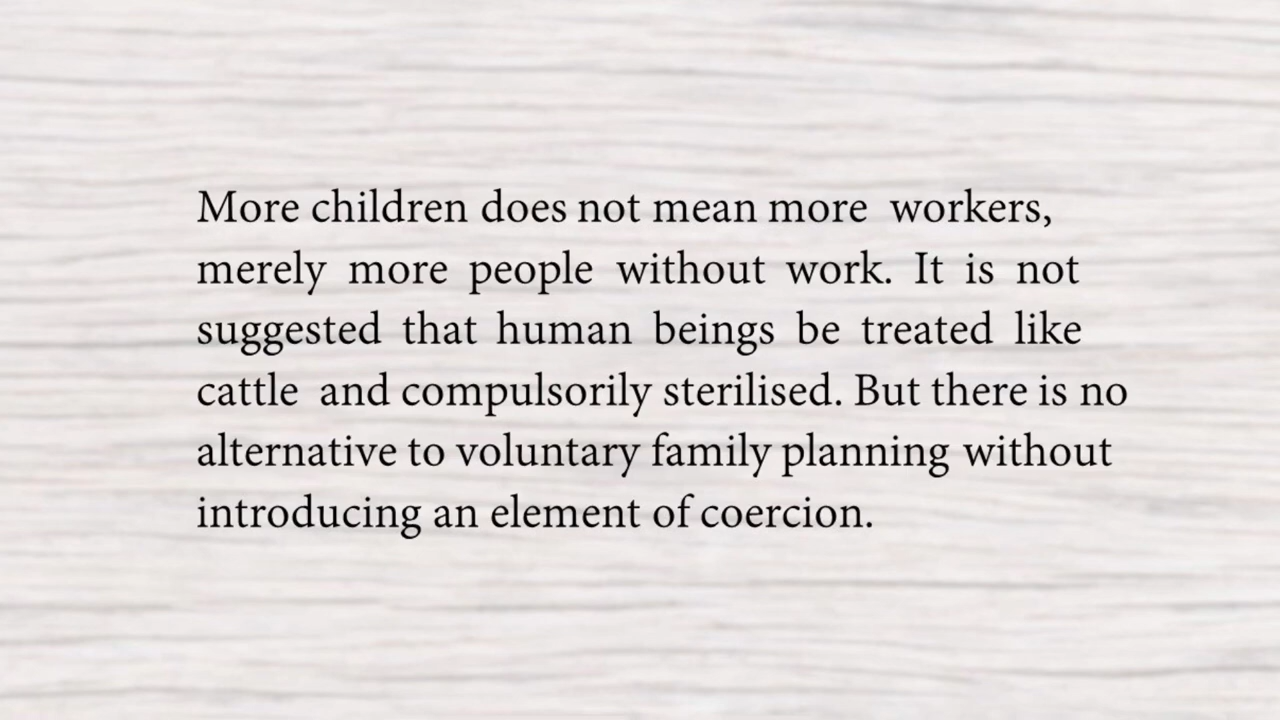 More children does not mean more workers,
merely more people without work. It is not
suggested that human beings be treated like
cattle and compulsorily sterilised. But there is no
alternative to voluntary family planning without
introducing an element of coercion.